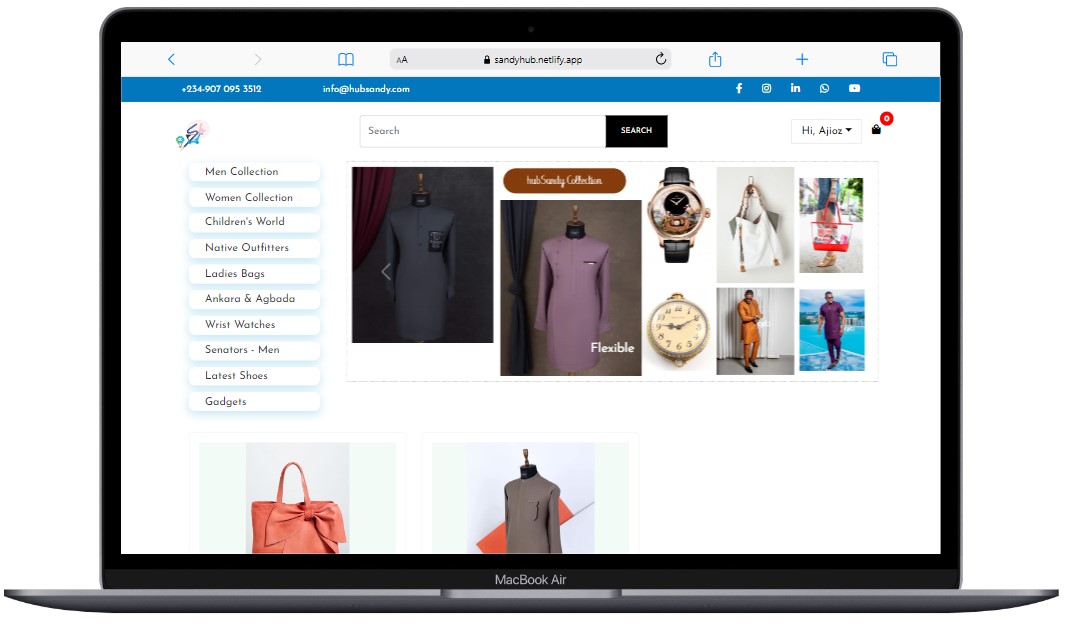 AA
sandyhub.netlify.app
+234-907 095 3512
info@hubsandy.com
Search
SEARCH
Hi, Ajioz
0
Men Collection
Women Collection
Children's World
Native Outfitters
Ladies Bags
Ankara & Agbada
Wrist Watches
Senators - Men
Latest Shoes
Gadgets
hubSandy Collection
Flexible
MacBook Air